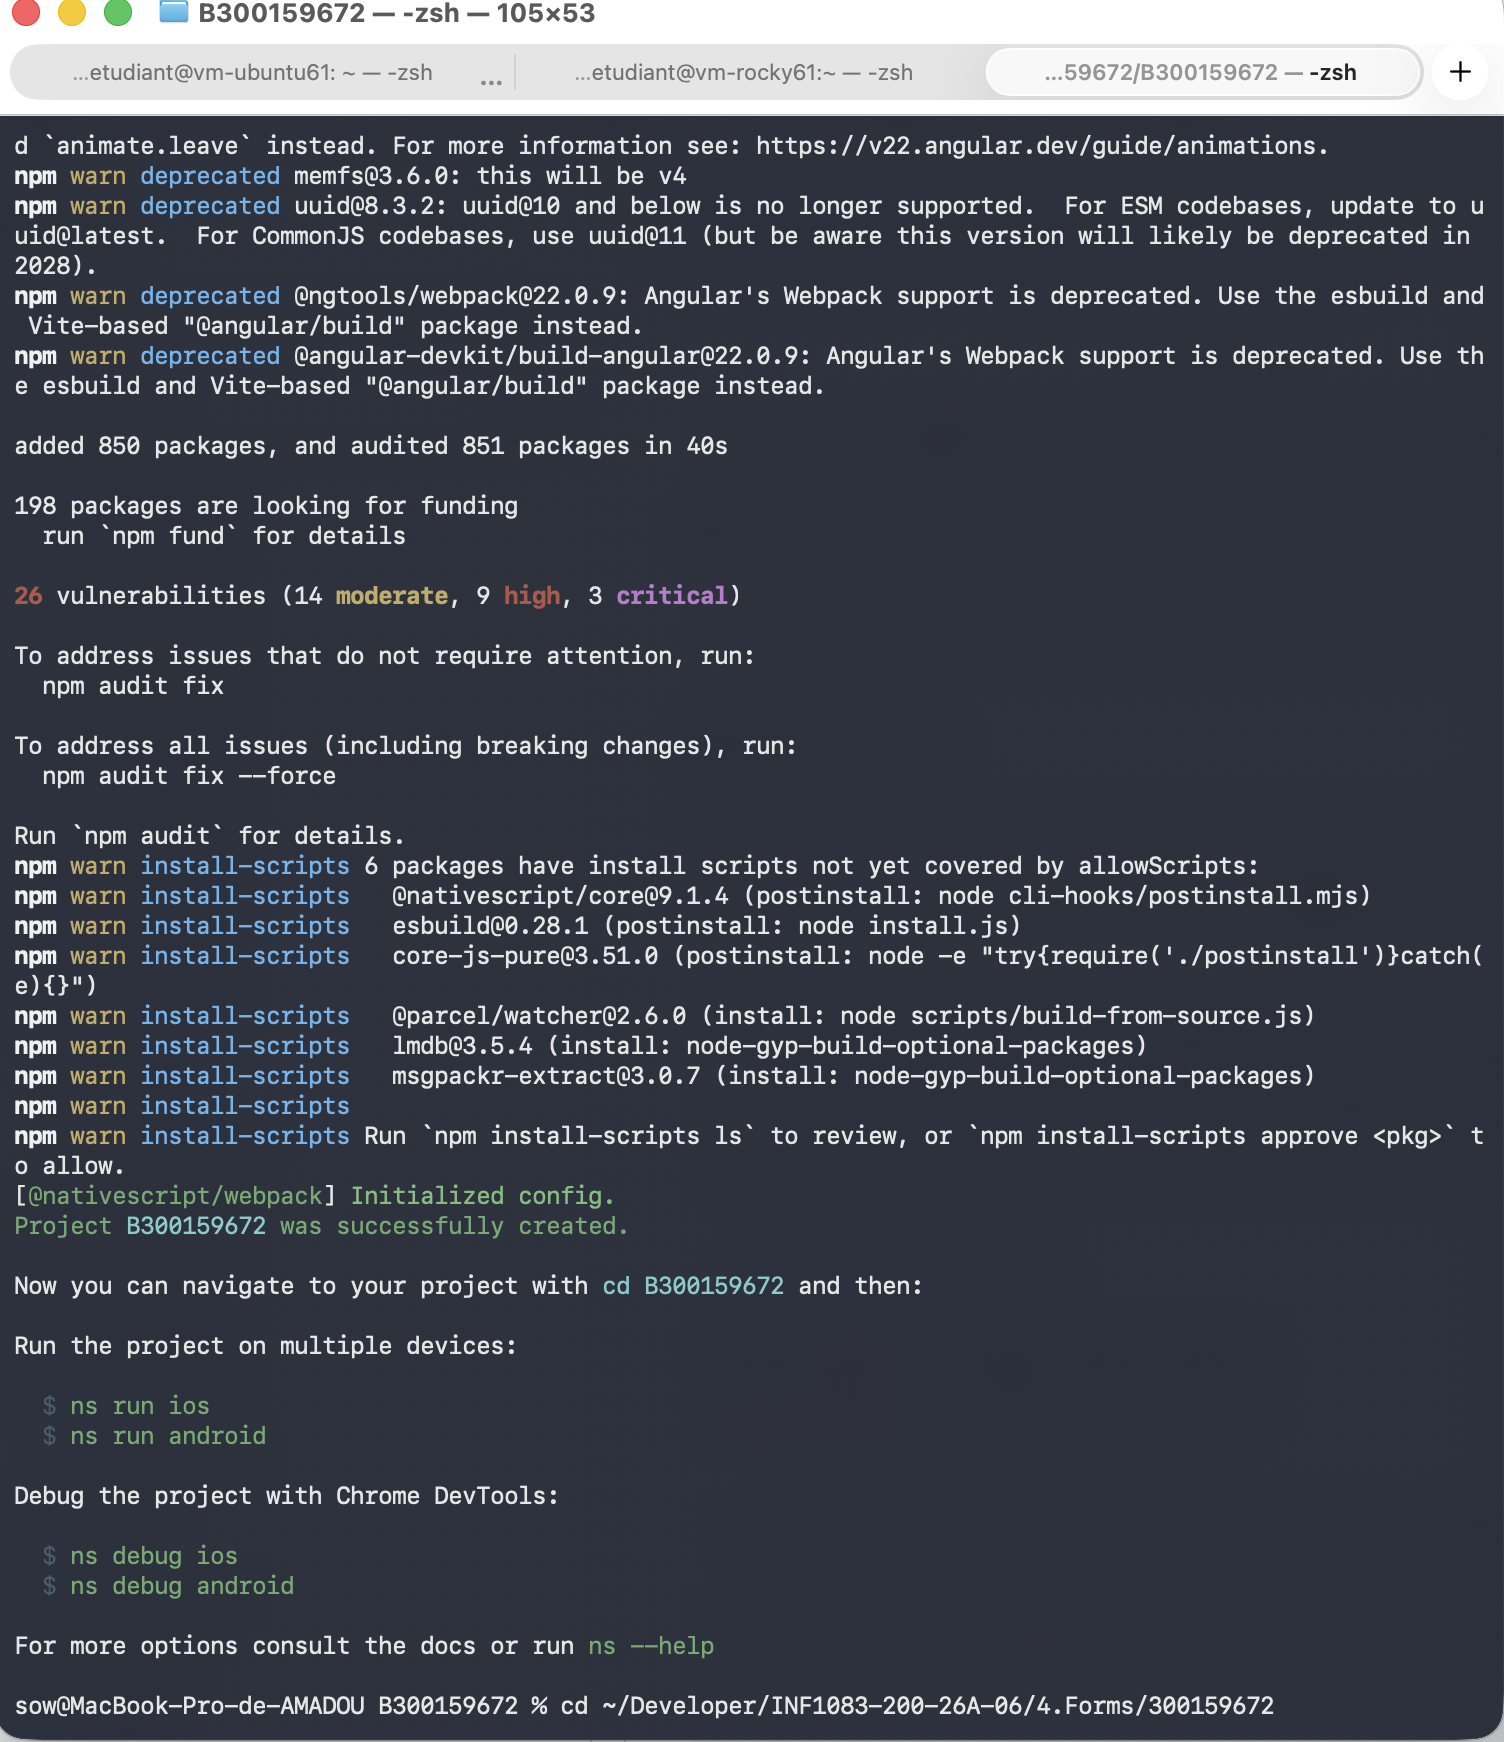 B300159672 — -zsh — 105×53
...etudiant@vm-ubuntu61: ~ — -zsh ... ...etudiant@vm-rocky61:~ — -zsh ...59672/B300159672 — -zsh +
d `animate.leave` instead. For more information see: https://v22.angular.dev/guide/animations.
npm warn deprecated memfs@3.6.0: this will be v4
npm warn deprecated uuid@8.3.2: uuid@10 and below is no longer supported.  For ESM codebases, update to u
uid@latest.  For CommonJS codebases, use uuid@11 (but be aware this version will likely be deprecated in
2028).
npm warn deprecated @ngtools/webpack@22.0.9: Angular's Webpack support is deprecated. Use the esbuild and
 Vite-based "@angular/build" package instead.
npm warn deprecated @angular-devkit/build-angular@22.0.9: Angular's Webpack support is deprecated. Use th
e esbuild and Vite-based "@angular/build" package instead.
added 850 packages, and audited 851 packages in 40s
198 packages are looking for funding
  run `npm fund` for details
26 vulnerabilities (14 moderate, 9 high, 3 critical)
To address issues that do not require attention, run:
  npm audit fix
To address all issues (including breaking changes), run:
  npm audit fix --force
Run `npm audit` for details.
npm warn install-scripts 6 packages have install scripts not yet covered by allowScripts:
npm warn install-scripts   @nativescript/core@9.1.4 (postinstall: node cli-hooks/postinstall.mjs)
npm warn install-scripts   esbuild@0.28.1 (postinstall: node install.js)
npm warn install-scripts   core-js-pure@3.51.0 (postinstall: node -e "try{require('./postinstall')}catch(
e){}")
npm warn install-scripts   @parcel/watcher@2.6.0 (install: node scripts/build-from-source.js)
npm warn install-scripts   lmdb@3.5.4 (install: node-gyp-build-optional-packages)
npm warn install-scripts   msgpackr-extract@3.0.7 (install: node-gyp-build-optional-packages)
npm warn install-scripts
npm warn install-scripts Run `npm install-scripts ls` to review, or `npm install-scripts approve <pkg>` t
o allow.
[@nativescript/webpack] Initialized config.
Project B300159672 was successfully created.
Now you can navigate to your project with cd B300159672 and then:
Run the project on multiple devices:
  $ ns run ios
  $ ns run android
Debug the project with Chrome DevTools:
  $ ns debug ios
  $ ns debug android
For more options consult the docs or run ns --help
sow@MacBook-Pro-de-AMADOU B300159672 % cd ~/Developer/INF1083-200-26A-06/4.Forms/300159672